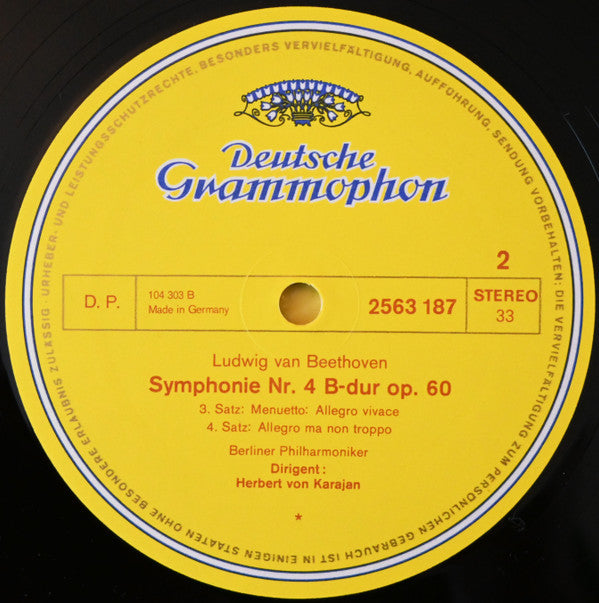 URHEBER- UND LEISTUNGSSCHUTZRECHTE, BESONDERS VERVIELFÄLTIGUNG, AUFFÜHRUNG, SENDUNG VORBEHALTEN; DIE VERVIELFÄLTIGUNG ZUM PERSÖNLICHEN GEBRAUCH IST IN EINIGEN STAATEN OHNE BESONDERE ERLAUBNIS ZULÄSSIG ·
Deutsche
Grammophon
2
D. P.
104 303 B
Made in Germany
2563 187
STEREO
33
Ludwig van Beethoven
Symphonie Nr. 4 B-dur op. 60
3. Satz: Menuetto: Allegro vivace
4. Satz: Allegro ma non troppo
Berliner Philharmoniker
Dirigent:
Herbert von Karajan
*